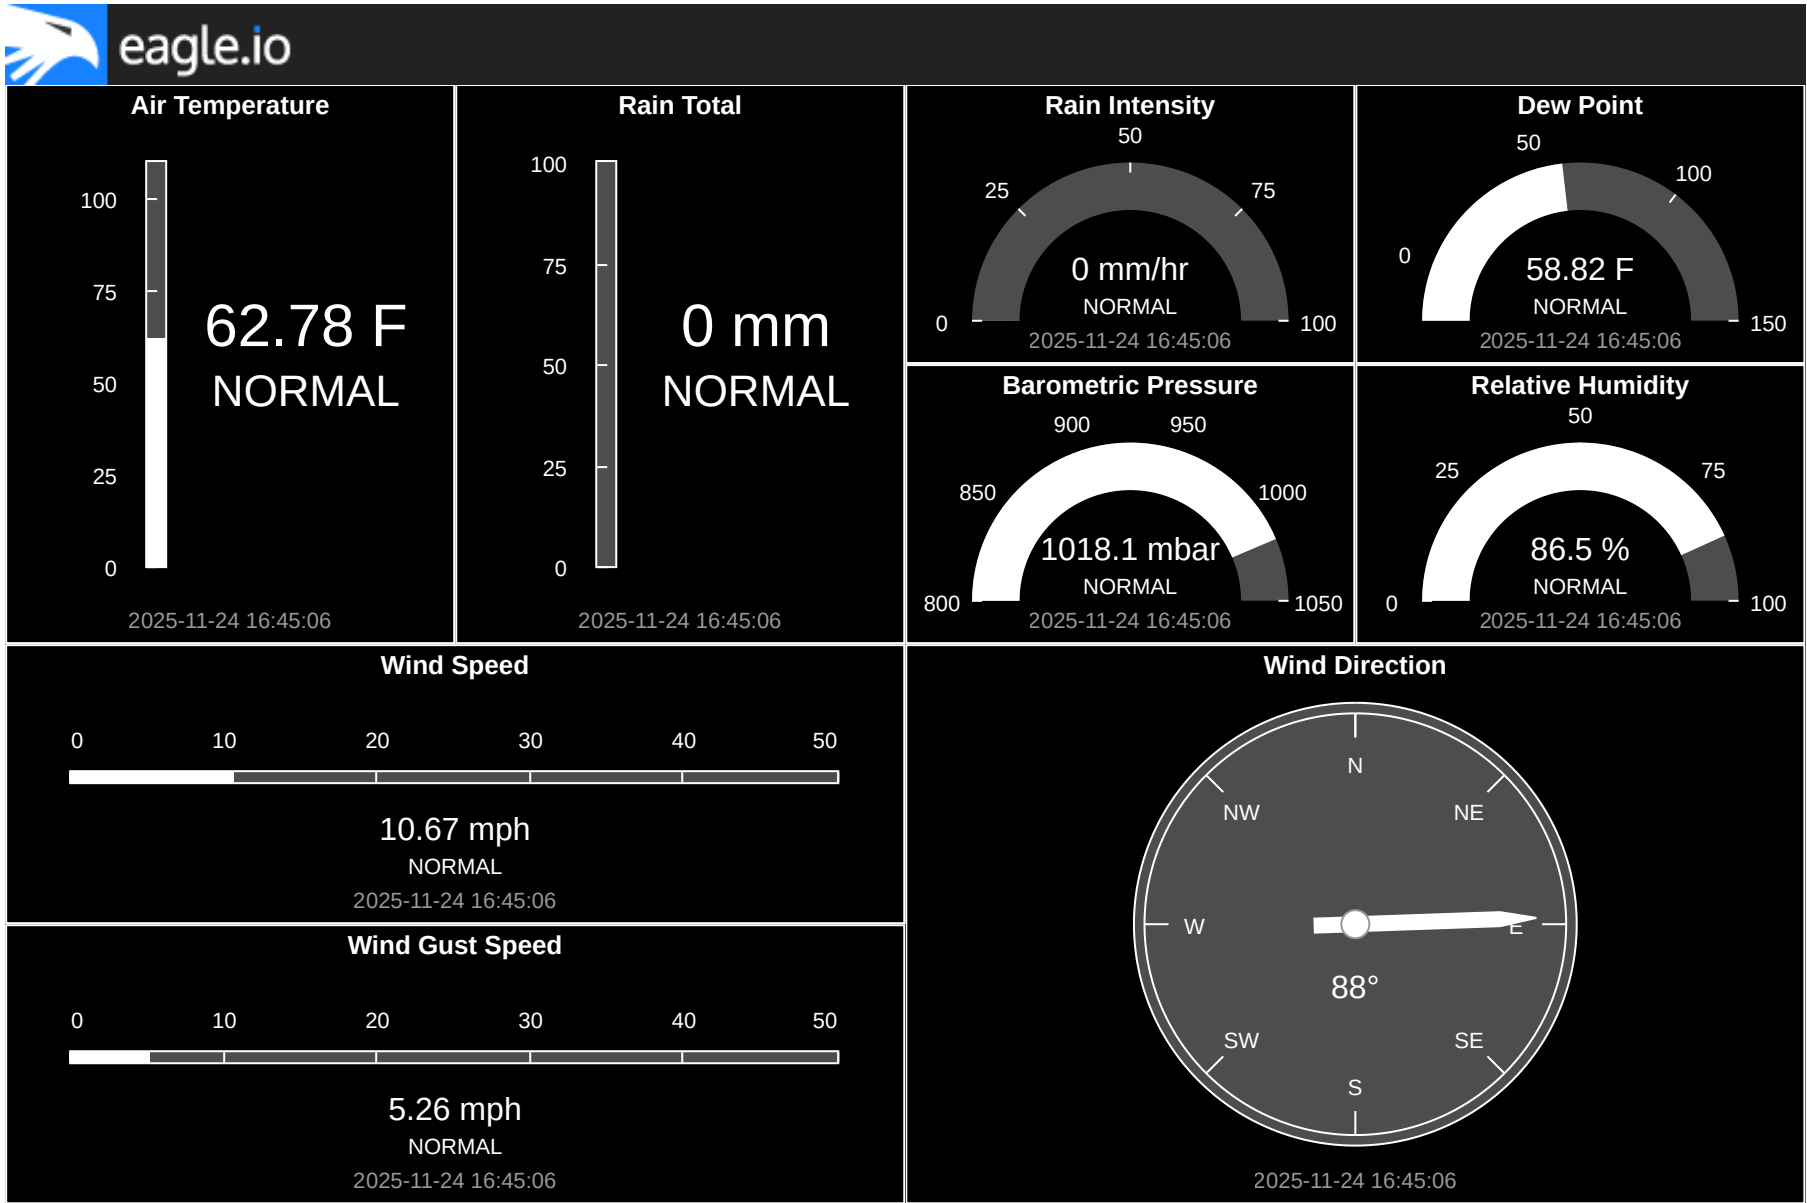 eagle.io
Air Temperature
100
75
50
25
0
62.78 F
NORMAL
2025-11-24 16:45:06
Rain Total
100
75
50
25
0
0 mm
NORMAL
2025-11-24 16:45:06
Rain Intensity
50
25
75
0
100
0 mm/hr
NORMAL
2025-11-24 16:45:06
Dew Point
50
100
0
150
58.82 F
NORMAL
2025-11-24 16:45:06
Barometric Pressure
900
950
850
1000
800
1050
1018.1 mbar
NORMAL
2025-11-24 16:45:06
Relative Humidity
50
25
75
0
100
86.5 %
NORMAL
2025-11-24 16:45:06
Wind Speed
0 10 20 30 40 50
10.67 mph
NORMAL
2025-11-24 16:45:06
Wind Gust Speed
0 10 20 30 40 50
5.26 mph
NORMAL
2025-11-24 16:45:06
Wind Direction
N
NW
NE
W
E
88°
SW
SE
S
2025-11-24 16:45:06